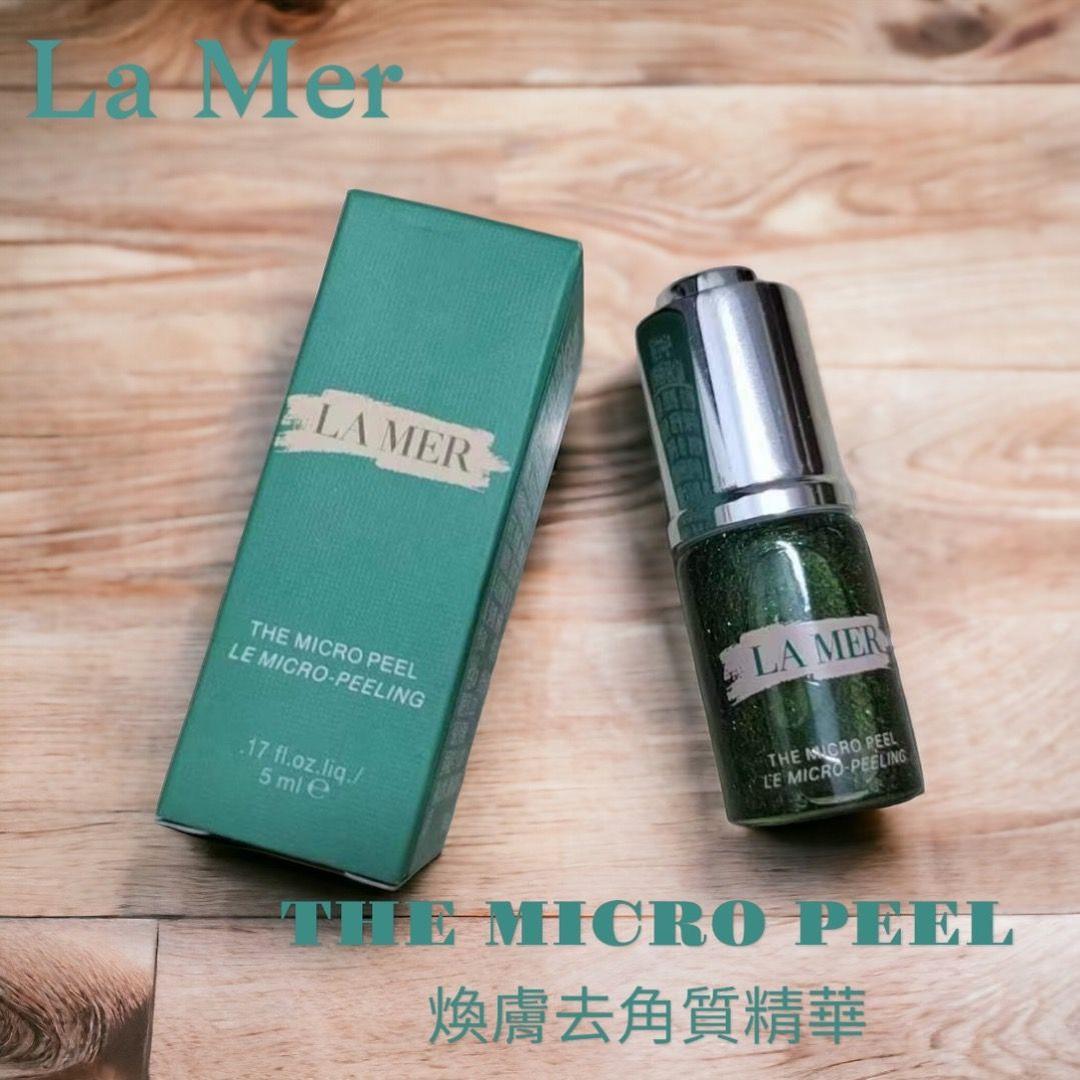 La Mer
LA MER
THE MICRO PEEL
LE MICRO-PEELING
.17 fl.oz.liq./
5 ml ℮
LA MER
THE MICRO PEEL
LE MICRO-PEELING
THE MICRO PEEL
煥膚去角質精華